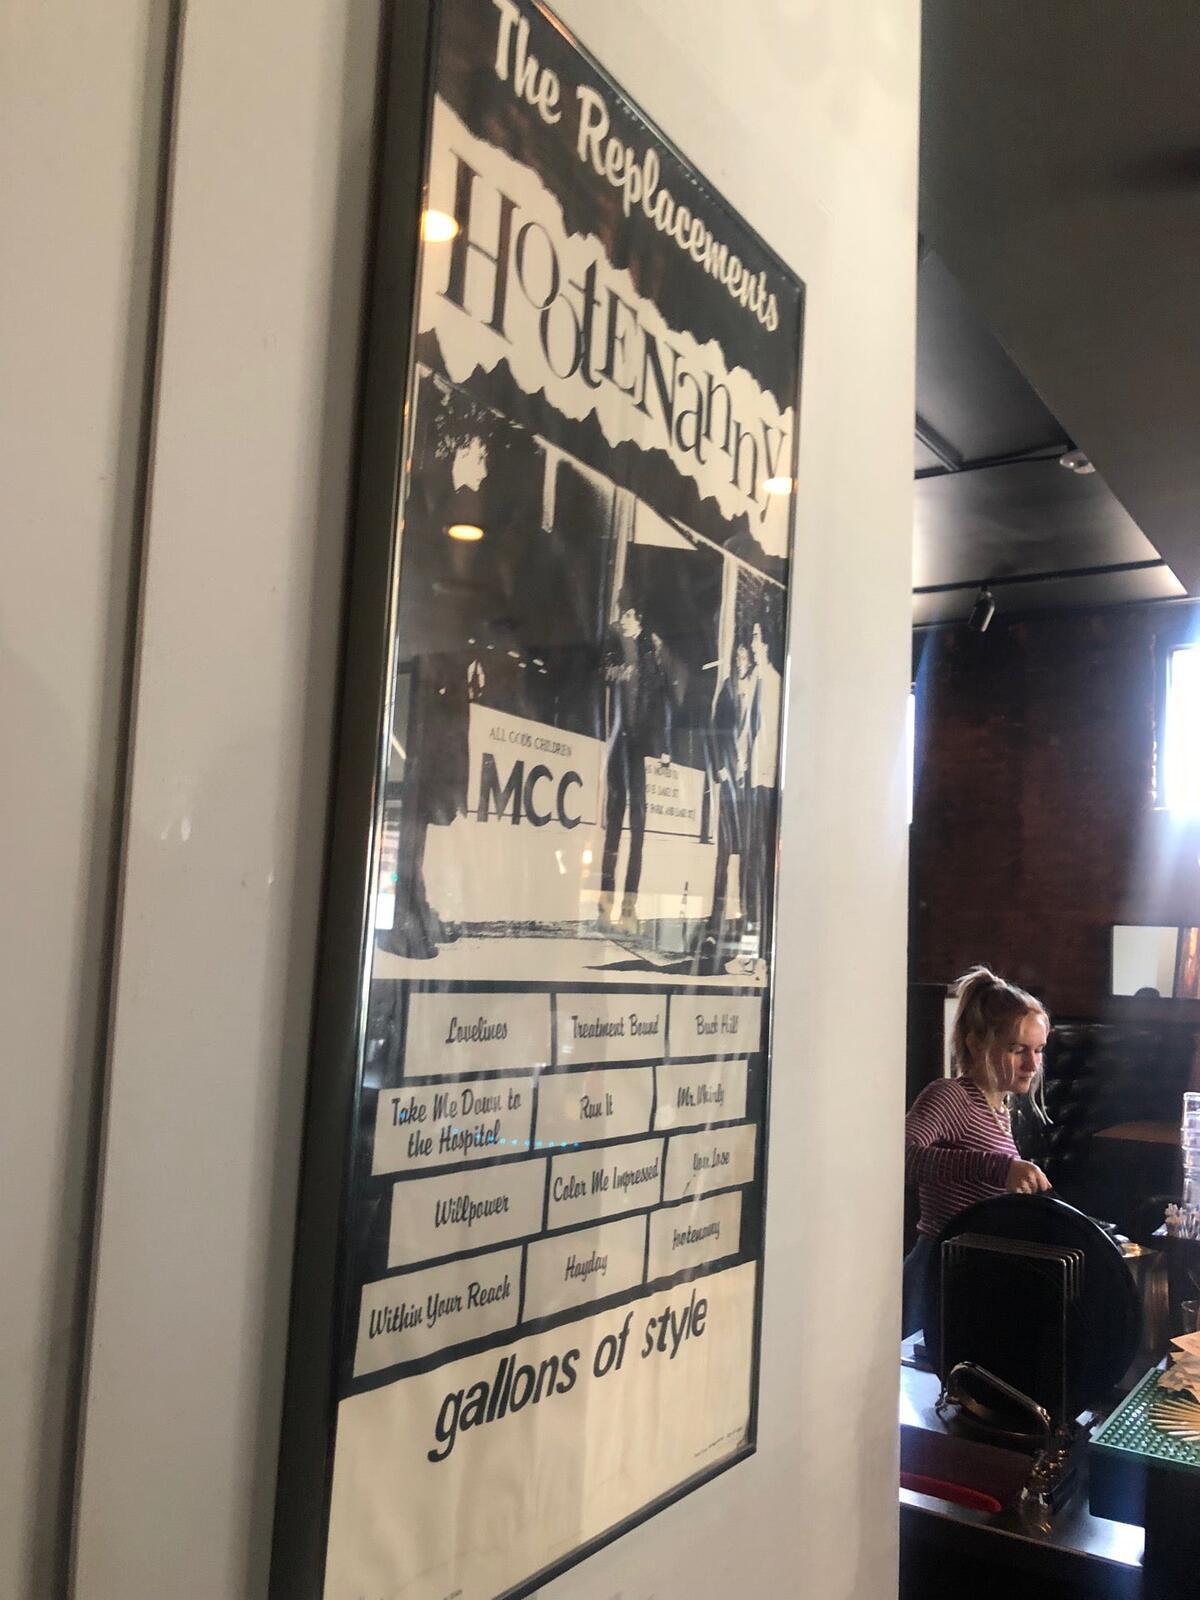 The Replacements
HootENanny
ALL GOD'S CHILDREN
MCC
Lovelines
Treatment Bound
Buck Hill
Take Me Down to
the Hospital
Run It
Mr. Whirly
Willpower
Color Me Impressed
You Lose
Within Your Reach
Hayday
Hootenanny
gallons of style